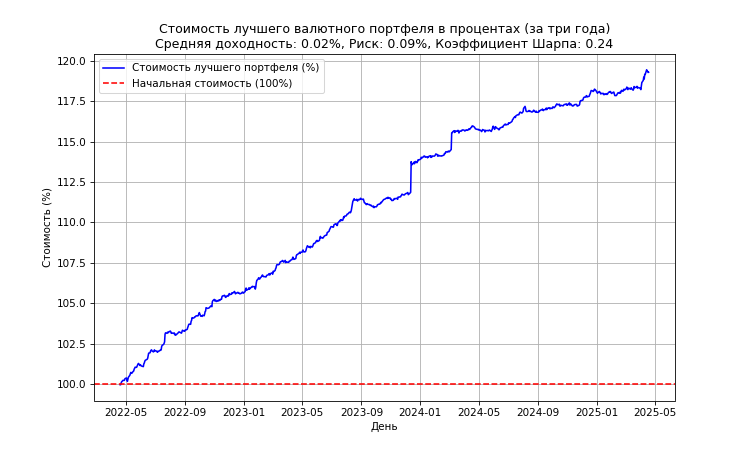 Стоимость лучшего валютного портфеля в процентах (за три года)
Средняя доходность: 0.02%, Риск: 0.09%, Коэффициент Шарпа: 0.24
Стоимость лучшего портфеля (%)
Начальная стоимость (100%)
Стоимость (%)
120.0
117.5
115.0
112.5
110.0
107.5
105.0
102.5
100.0
2022-05 2022-09 2023-01 2023-05 2023-09 2024-01 2024-05 2024-09 2025-01 2025-05
День